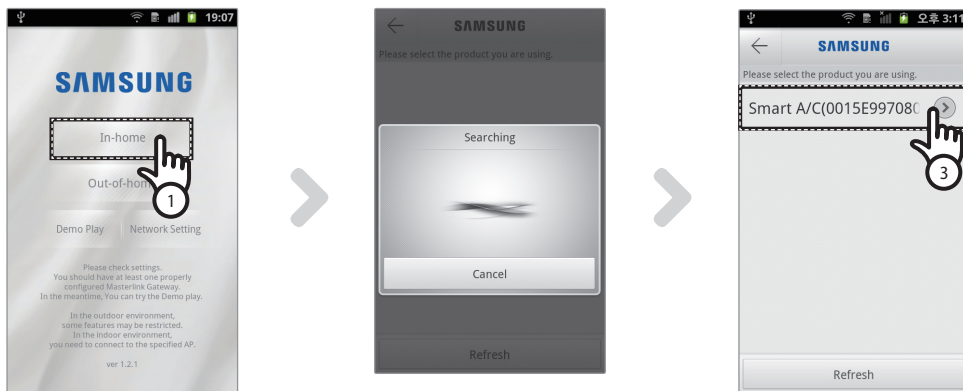 19:07
SAMSUNG
In-home
1
Demo Play
Network Setting
Please check settings.
You should have at least one properly
configured Masterlink Gateway.
In the meantime, You can try the Demo play.
In the outdoor environment,
some features may be restricted.
In the indoor environment,
you need to connect to the specified AP.
ver 1.2.1
SAMSUNG
Please select the product you are using.
Searching
Cancel
Refresh
오후 3:11
SAMSUNG
Please select the product you are using.
Smart A/C(0015E997080
3
Refresh